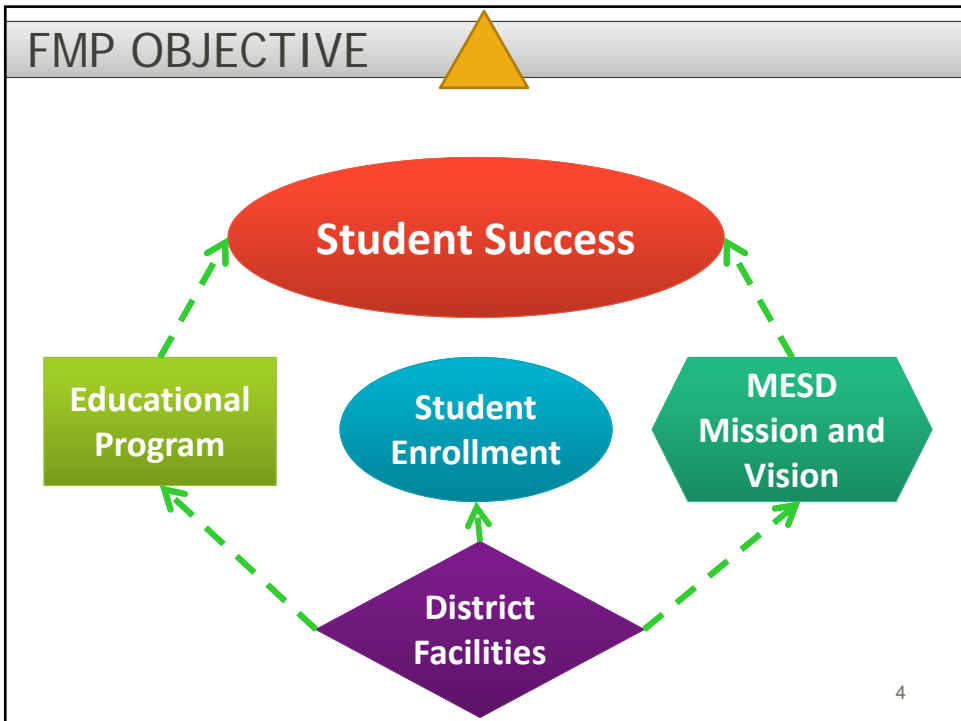 FMP OBJECTIVE
Student Success
Educational
Program
Student
Enrollment
MESD
Mission and
Vision
District
Facilities
4